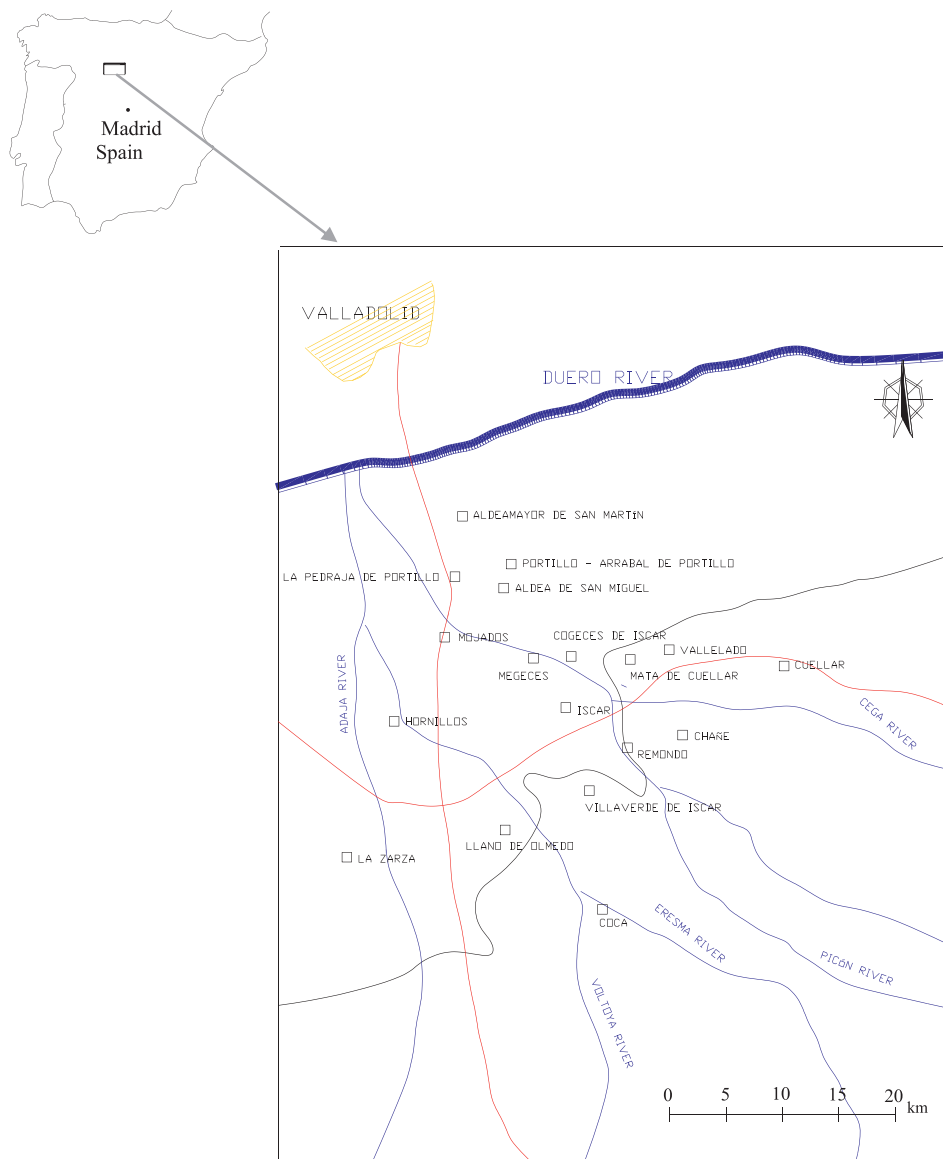 Madrid
Spain
VALLADOLID
DUERO RIVER
ALDEAMAYOR DE SAN MARTíN
PORTILLO - ARRABAL DE PORTILLO
LA PEDRAJA DE PORTILLO
ALDEA DE SAN MIGUEL
MOJADOS
COGECES DE ISCAR
VALLELADO
CUELLAR
MEGECES
MATA DE CUELLAR
ADAJA RIVER
ISCAR
HORNILLOS
CEGA RIVER
CHAÑE
REMONDO
VILLAVERDE DE ISCAR
LLANO DE OLMEDO
LA ZARZA
COCA
ERESMA RIVER
PICóN RIVER
VOLTOYA RIVER
0 5 10 15 20
km